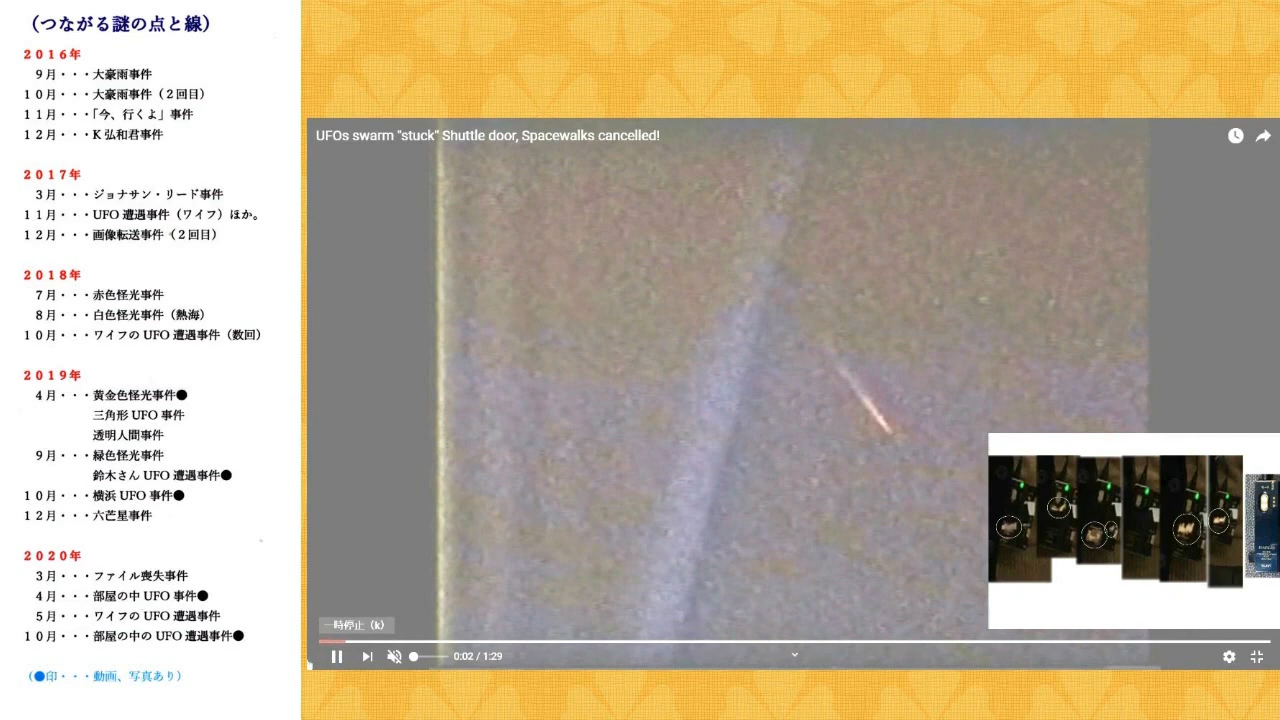 （つながる謎の点と線）
２０１６年
９月・・・大豪雨事件
１０月・・・大豪雨事件（２回目）
１１月・・・「今、行くよ」事件
１２月・・・K 弘和君事件
２０１７年
３月・・・ジョナサン・リード事件
１１月・・・UFO 遭遇事件（ワイフ）ほか。
１２月・・・画像転送事件（２回目）
２０１８年
７月・・・赤色怪光事件
８月・・・白色怪光事件（熱海）
１０月・・・ワイフの UFO 遭遇事件（数回）
２０１９年
４月・・・黄金色怪光事件●
三角形 UFO 事件
透明人間事件
９月・・・緑色怪光事件
鈴木さん UFO 遭遇事件●
１０月・・・横浜 UFO 事件●
１２月・・・六芒星事件
２０２０年
３月・・・ファイル喪失事件
４月・・・部屋の中 UFO 事件●
５月・・・ワイフの UFO 遭遇事件
１０月・・・部屋の中の UFO 遭遇事件●
（●印・・・動画、写真あり）
UFOs swarm "stuck" Shuttle door, Spacewalks cancelled!
一時停止（k）
0:02 / 1:29